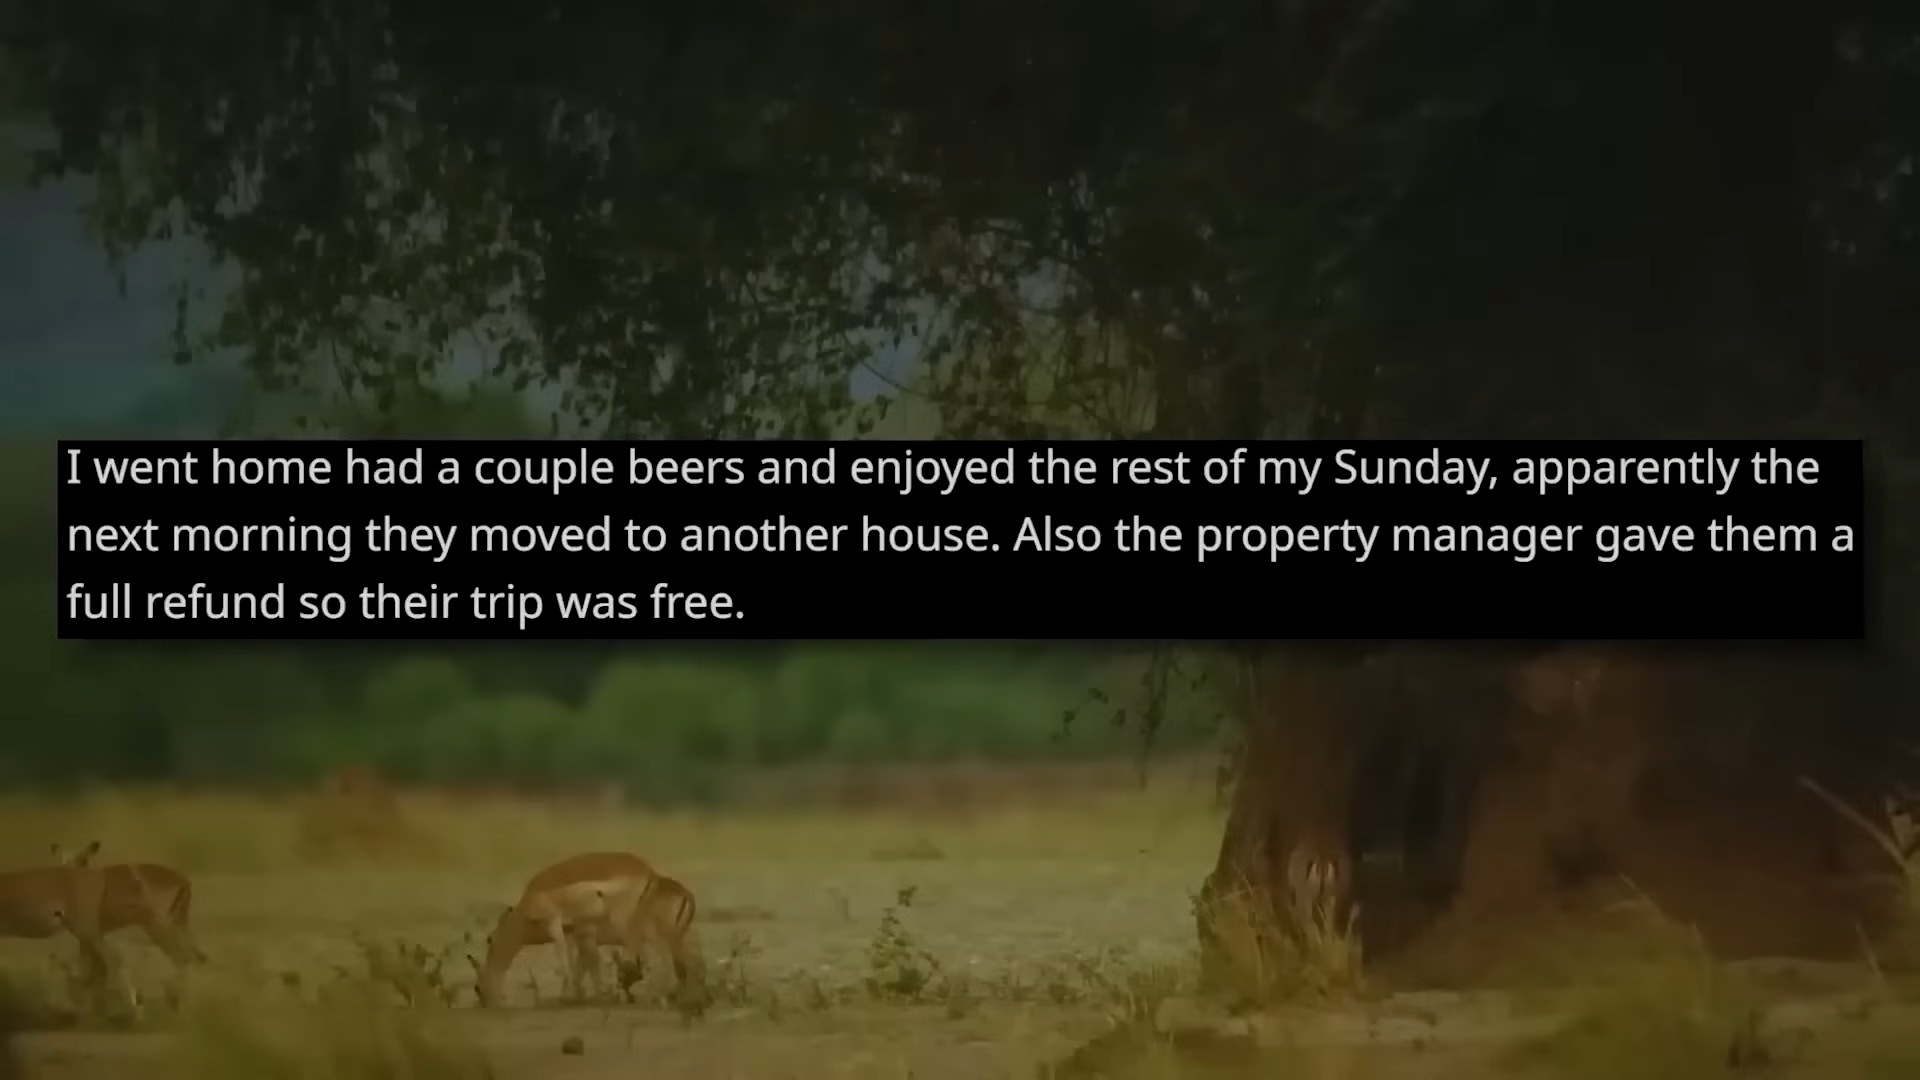 I went home had a couple beers and enjoyed the rest of my Sunday, apparently the
next morning they moved to another house. Also the property manager gave them a
full refund so their trip was free.